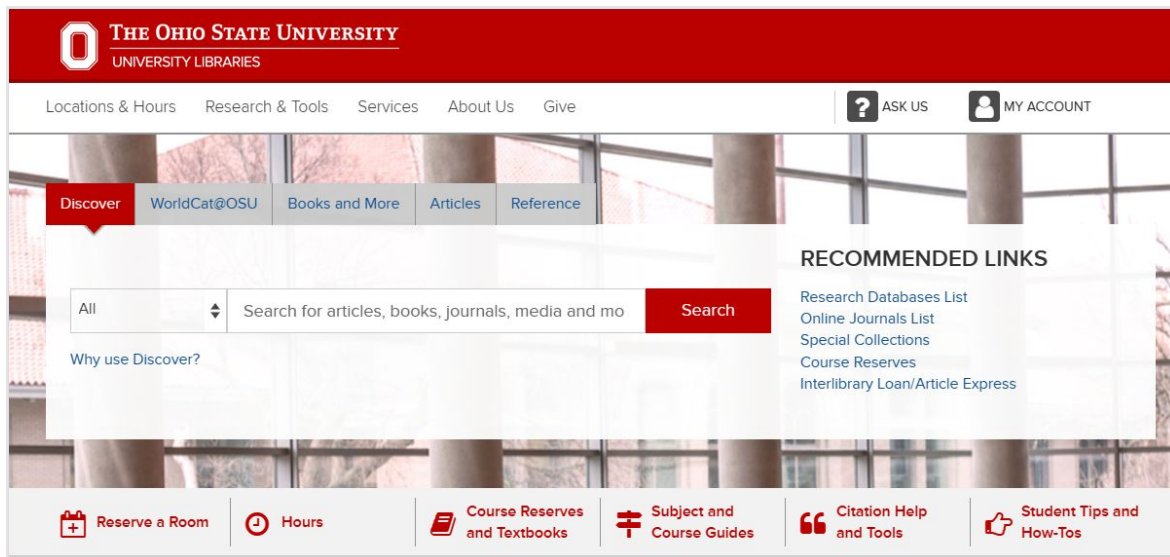 THE OHIO STATE UNIVERSITY
UNIVERSITY LIBRARIES
Locations & Hours Research & Tools Services About Us Give ? ASK US MY ACCOUNT
Discover WorldCat@OSU Books and More Articles Reference
RECOMMENDED LINKS
All Search for articles, books, journals, media and mo Search
Why use Discover?
Research Databases List
Online Journals List
Special Collections
Course Reserves
Interlibrary Loan/Article Express
Reserve a Room
Hours
Course Reserves
and Textbooks
Subject and
Course Guides
Citation Help
and Tools
Student Tips and
How-Tos